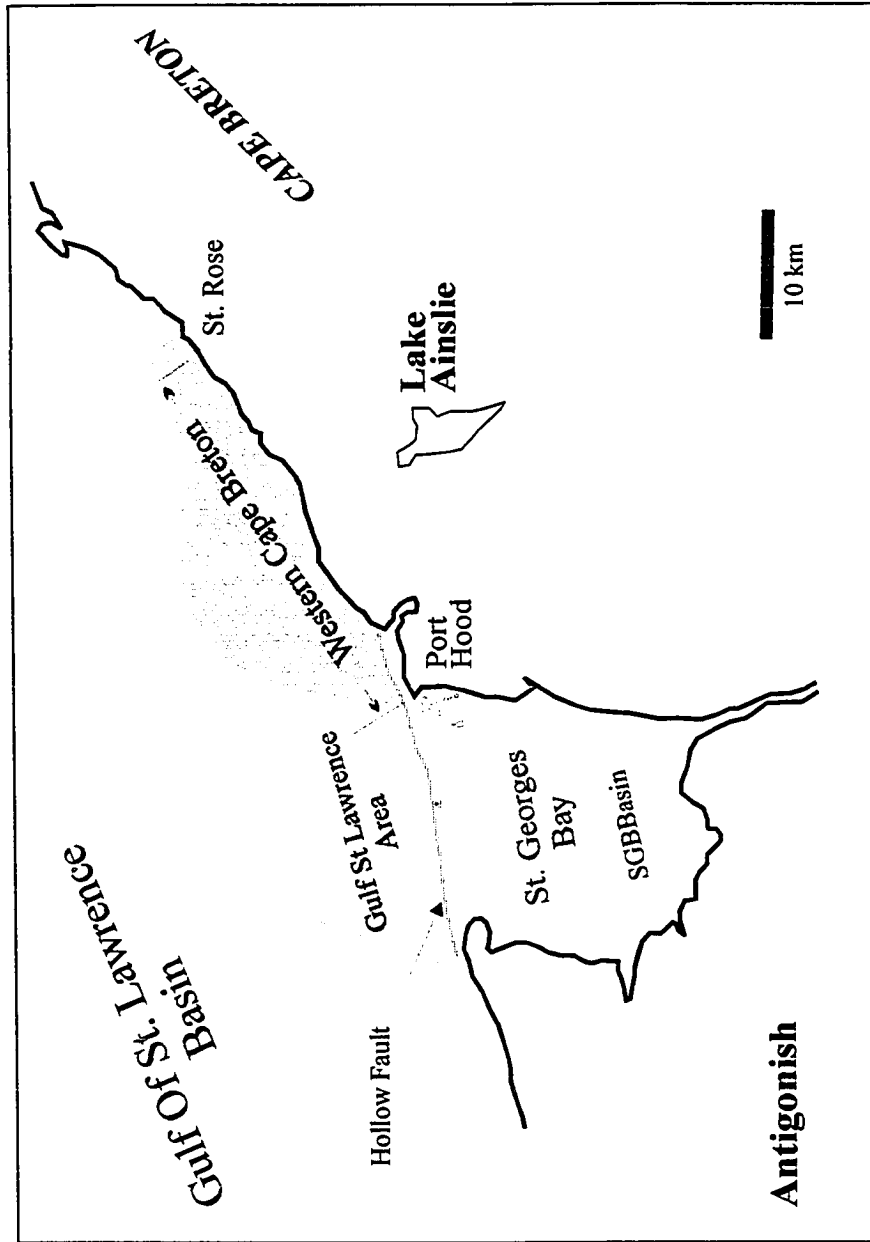 Gulf Of St. Lawrence
Basin
CAPE BRETON
St. Rose
Western Cape Breton
Gulf St Lawrence
Area
Hollow Fault
Lake
Ainslie
Port
Hood
St. Georges
Bay
SGBBasin
Antigonish
10 km